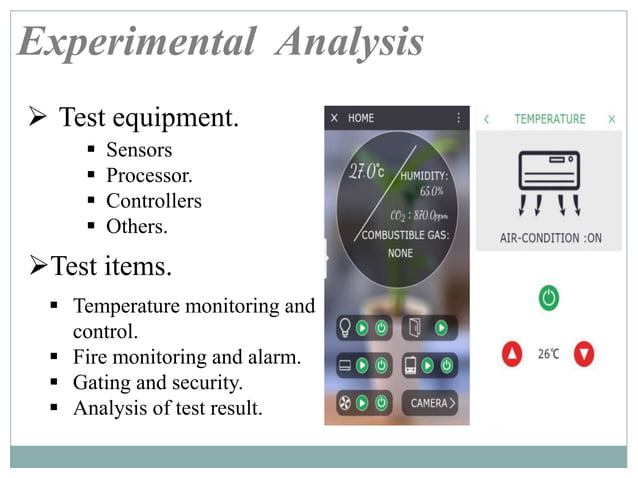 Experimental Analysis
➢ Test equipment.
▪ Sensors
▪ Processor.
▪ Controllers
▪ Others.
➢Test items.
▪ Temperature monitoring and
control.
▪ Fire monitoring and alarm.
▪ Gating and security.
▪ Analysis of test result.
× HOME
27.0°c
HUMIDITY:
65.0%
CO2 : 870.0ppm
COMBUSTIBLE GAS:
NONE
CAMERA >
< TEMPERATURE ×
AIR-CONDITION :ON
26℃